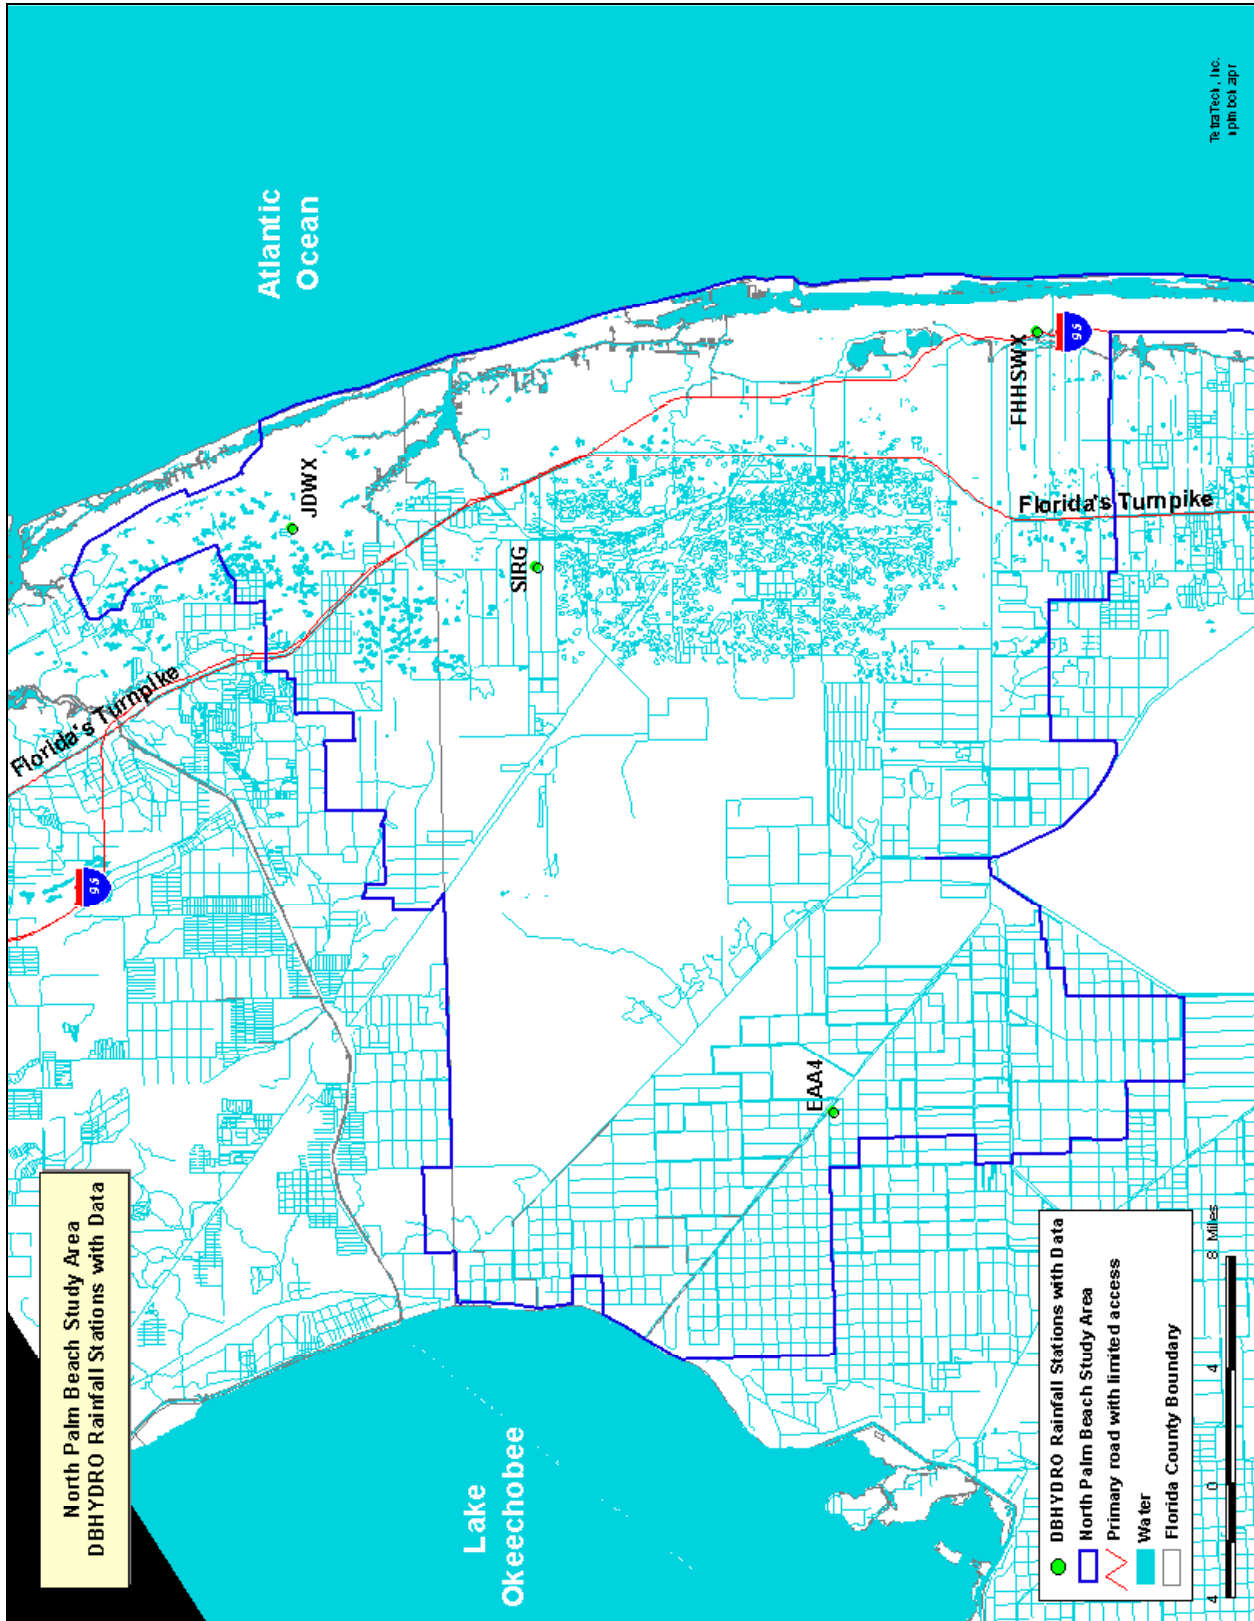 North Palm Beach Study Area
DBHYDRO Rainfall Stations with Data
Atlantic
Ocean
Lake
Okeechobee
Florida's Turnpike
95
JDWX
SIRG
EAA4
FHHSWX
95
Florida's Turnpike
DBHYDRO Rainfall Stations with Data
North Palm Beach Study Area
Primary road with limited access
Water
Florida County Boundary
4 0 4 8 Miles
TetraTech, Inc.